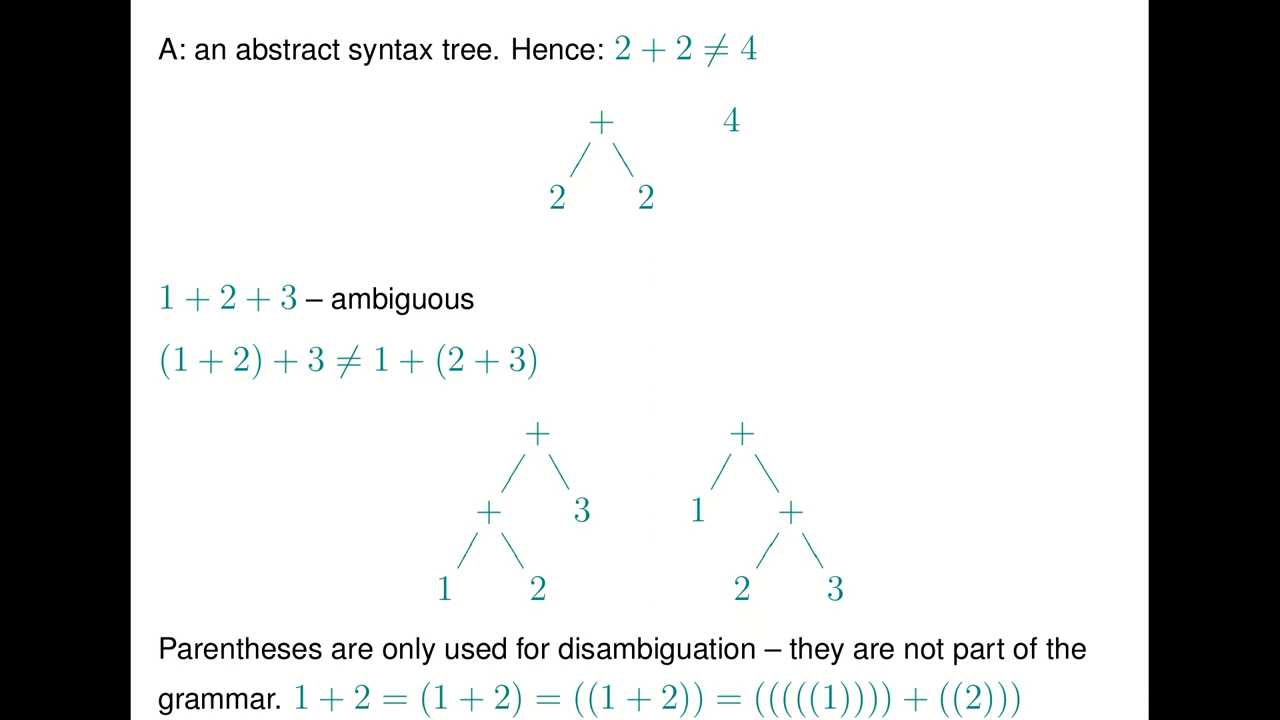 A: an abstract syntax tree. Hence: 2 + 2 ≠ 4
+ 4
2 2
1 + 2 + 3 – ambiguous
(1 + 2) + 3 ≠ 1 + (2 + 3)
+ +
+ 3 1 +
1 2 2 3
Parentheses are only used for disambiguation – they are not part of the
grammar. 1 + 2 = (1 + 2) = ((1 + 2)) = (((((1)))) + ((2)))